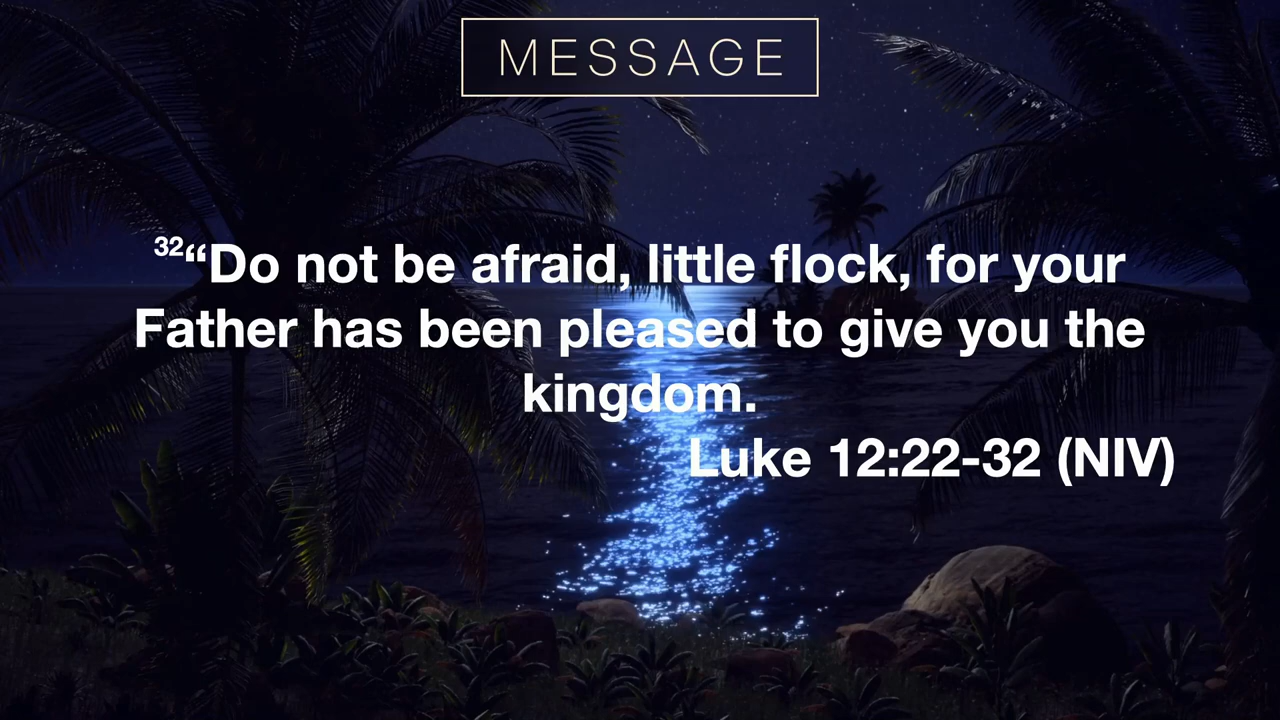 MESSAGE
32“Do not be afraid, little flock, for your
Father has been pleased to give you the
kingdom.
Luke 12:22-32 (NIV)